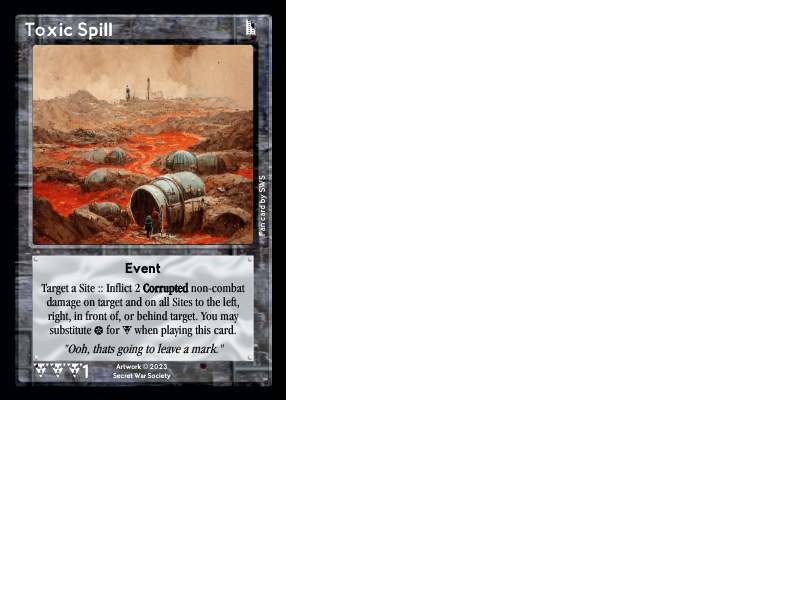 Toxic Spill
Fan card by SWS
Event
Target a Site :: Inflict 2 Corrupted non-combat
damage on target and on all Sites to the left,
right, in front of, or behind target. You may
substitute for when playing this card.
"Ooh, thats going to leave a mark."
1
Artwork © 2023
Secret War Society